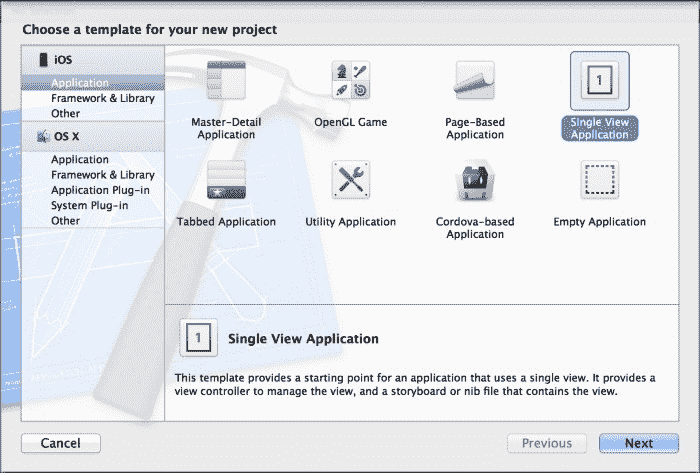 Choose a template for your new project
iOS
Application
Framework & Library
Other
OS X
Application
Framework & Library
Application Plug-in
System Plug-in
Other
Master-Detail
Application
OpenGL Game
Page-Based
Application
1
Single View
Application
Tabbed Application
Utility Application
Cordova-based
Application
Empty Application
1
Single View Application
This template provides a starting point for an application that uses a single view. It provides a
view controller to manage the view, and a storyboard or nib file that contains the view.
Cancel
Previous
Next